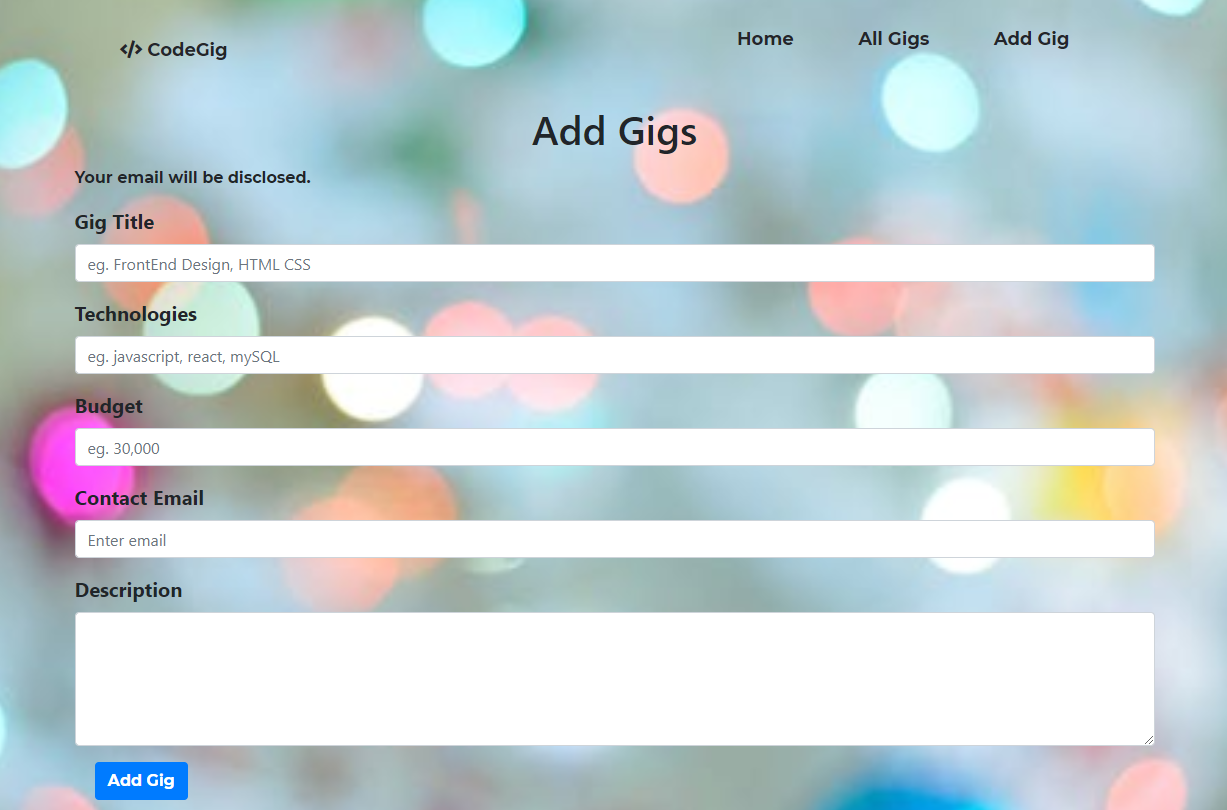 </> CodeGig
Home All Gigs Add Gig
Add Gigs
Your email will be disclosed.
Gig Title
eg. FrontEnd Design, HTML CSS
Technologies
eg. javascript, react, mySQL
Budget
eg. 30,000
Contact Email
Enter email
Description
Add Gig